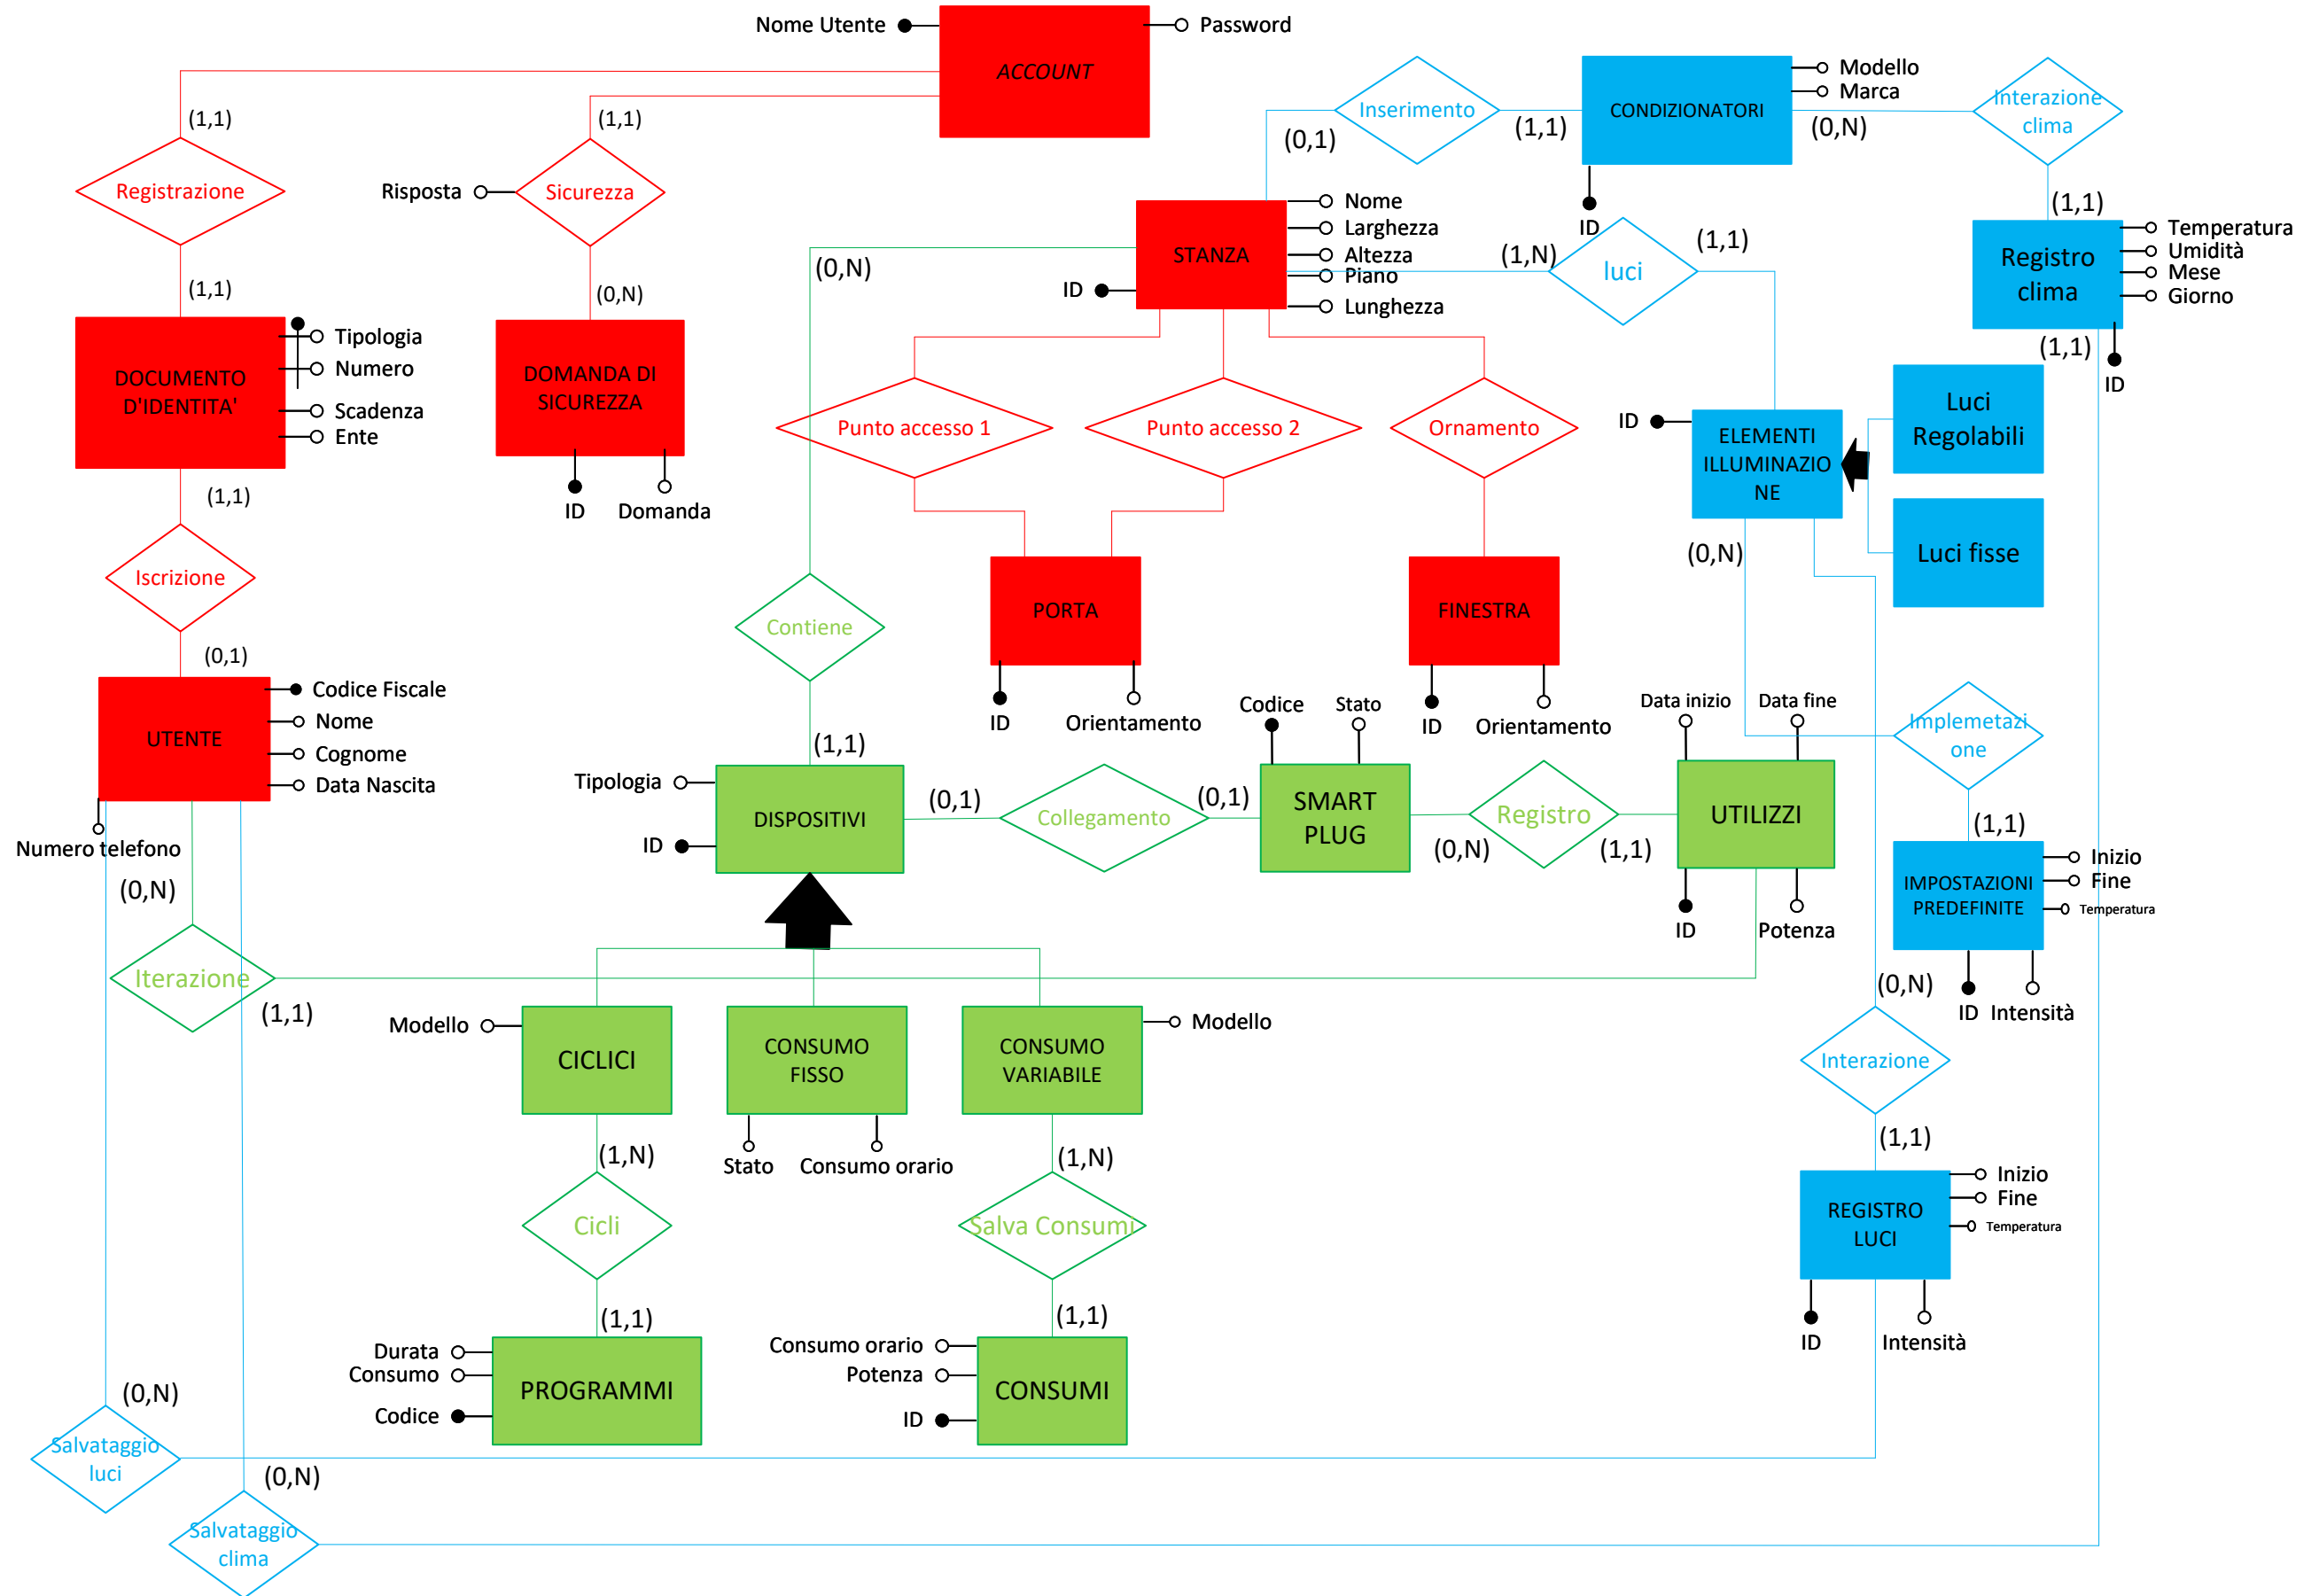 Nome Utente
Password
ACCOUNT
(1,1)
(1,1)
Registrazione
Risposta
Sicurezza
(1,1)
(0,N)
DOCUMENTO
D'IDENTITA'
Tipologia
Numero
Scadenza
Ente
DOMANDA DI
SICUREZZA
ID
Domanda
(1,1)
Iscrizione
(0,1)
UTENTE
Codice Fiscale
Nome
Cognome
Data Nascita
Numero telefono
(0,N)
Iterazione
(1,1)
Inserimento
(0,1)
(1,1)
CONDIZIONATORI
Modello
Marca
(0,N)
ID
Interazione
clima
(1,1)
Registro
clima
Temperatura
Umidità
Mese
Giorno
(1,1)
ID
STANZA
Nome
Larghezza
Altezza
Piano
Lunghezza
ID
(0,N)
(1,N)
luci
(1,1)
Punto accesso 1
Punto accesso 2
Ornamento
ID
ELEMENTI
ILLUMINAZIO
NE
Luci
Regolabili
Luci fisse
(0,N)
PORTA
ID
Orientamento
FINESTRA
ID
Orientamento
Contiene
(1,1)
Tipologia
ID
DISPOSITIVI
(0,1)
Collegamento
(0,1)
Codice
Stato
SMART
PLUG
(0,N)
Registro
(1,1)
Data inizio
Data fine
UTILIZZI
ID
Potenza
Implemetazi
one
(1,1)
IMPOSTAZIONI
PREDEFINITE
Inizio
Fine
Temperatura
ID
Intensità
(0,N)
Interazione
(1,1)
REGISTRO
LUCI
Inizio
Fine
Temperatura
ID
Intensità
Modello
CICLICI
CONSUMO
FISSO
Stato
Consumo orario
CONSUMO
VARIABILE
Modello
(1,N)
Cicli
(1,1)
(1,N)
Salva Consumi
(1,1)
Durata
Consumo
Codice
PROGRAMMI
Consumo orario
Potenza
ID
CONSUMI
(0,N)
Salvataggio
luci
(0,N)
Salvataggio
clima